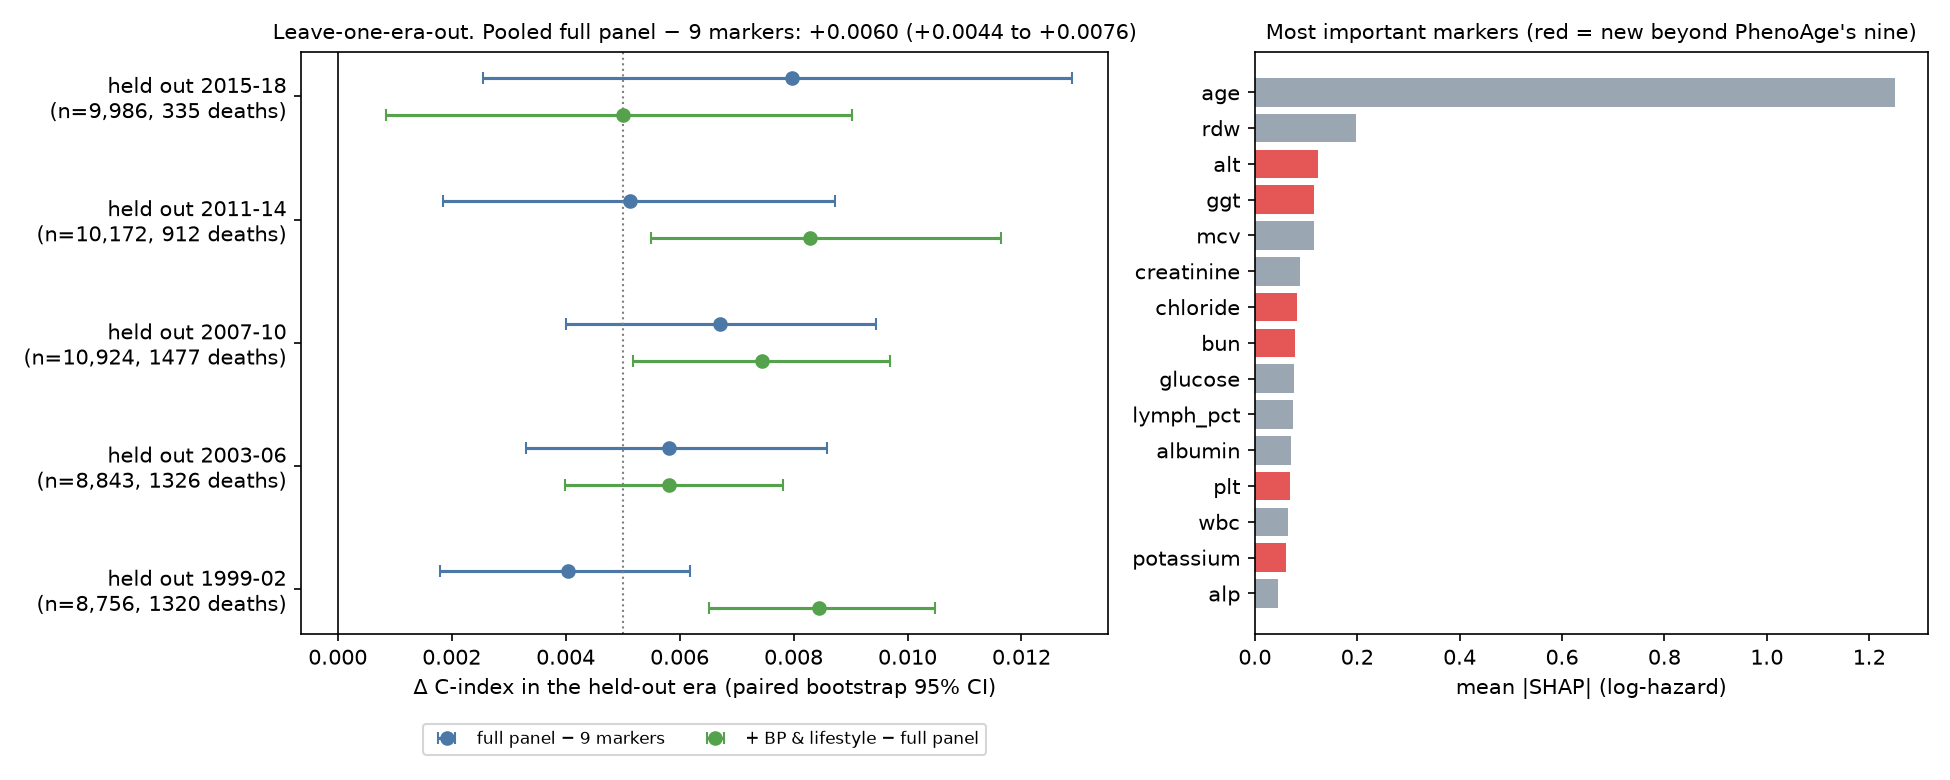 Leave-one-era-out. Pooled full panel − 9 markers: +0.0060 (+0.0044 to +0.0076)
held out 2015-18
(n=9,986, 335 deaths)
held out 2011-14
(n=10,172, 912 deaths)
held out 2007-10
(n=10,924, 1477 deaths)
held out 2003-06
(n=8,843, 1326 deaths)
held out 1999-02
(n=8,756, 1320 deaths)
0.000 0.002 0.004 0.006 0.008 0.010 0.012
Δ C-index in the held-out era (paired bootstrap 95% CI)
full panel − 9 markers
+ BP & lifestyle − full panel
Most important markers (red = new beyond PhenoAge's nine)
age
rdw
alt
ggt
mcv
creatinine
chloride
bun
glucose
lymph_pct
albumin
plt
wbc
potassium
alp
0.0 0.2 0.4 0.6 0.8 1.0 1.2
mean |SHAP| (log-hazard)